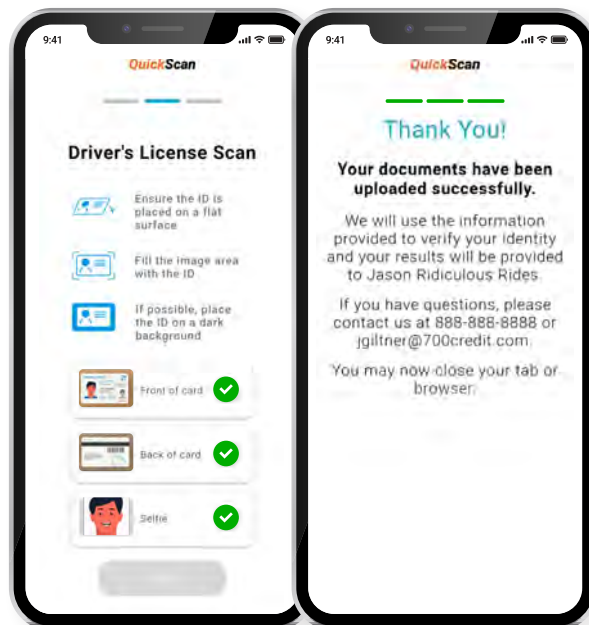 9:41
QuickScan
Driver's License Scan
Ensure the ID is
placed on a flat
surface
Fill the image area
with the ID
If possible, place
the ID on a dark
background
Front of card
Back of card
Selfie
9:41
QuickScan
Thank You!
Your documents have been
uploaded successfully.
We will use the information
provided to verify your identity
and your results will be provided
to Jason Ridiculous Rides
If you have questions, please
contact us at 888-888-8888 or
jgiltner@700credit.com
You may now close your tab or
browser.